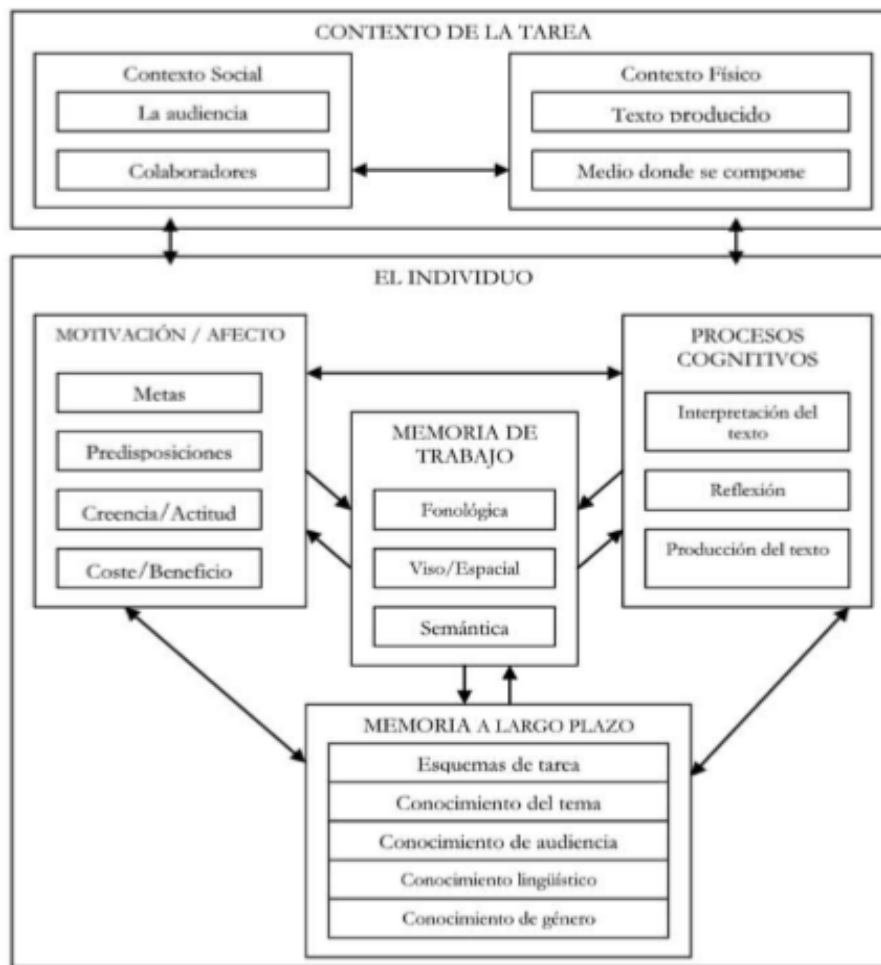 CONTEXTO DE LA TAREA
Contexto Social
La audiencia
Colaboradores
Contexto Físico
Texto producido
Medio donde se compone
EL INDIVIDUO
MOTIVACIÓN / AFECTO
Metas
Predisposiciones
Creencia/Actitud
Coste/Beneficio
MEMORIA DE
TRABAJO
Fonológica
Viso/Espacial
Semántica
PROCESOS
COGNITIVOS
Interpretación del
texto
Reflexión
Producción del texto
MEMORIA A LARGO PLAZO
Esquemas de tarea
Conocimiento del tema
Conocimiento de audiencia
Conocimiento lingüístico
Conocimiento de género